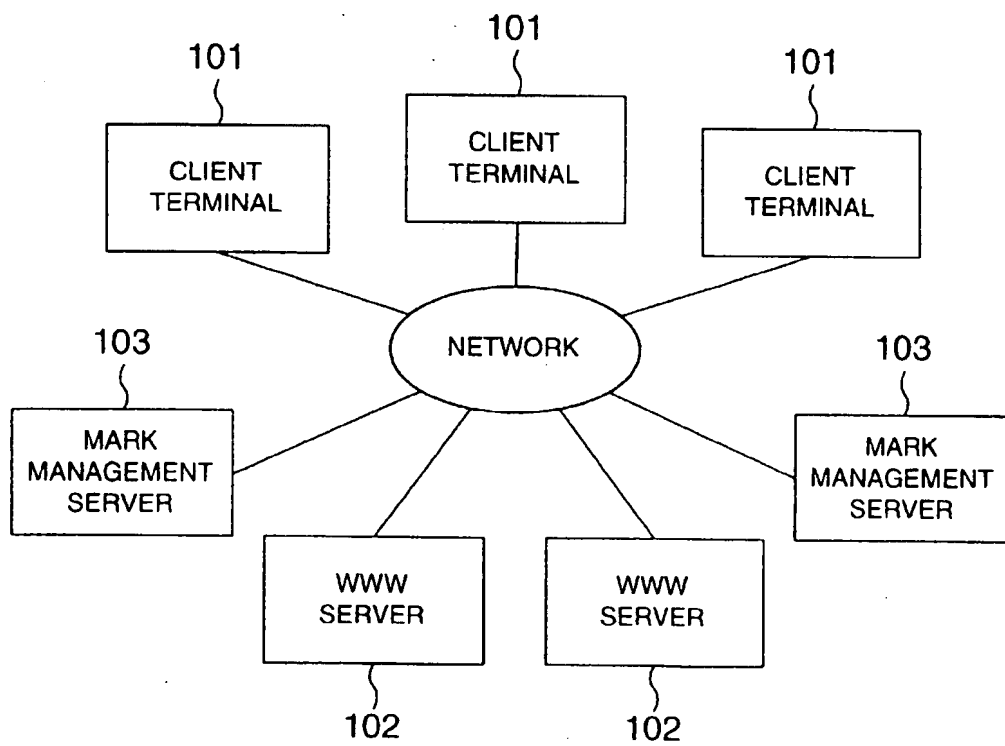 101
101
101
CLIENT
TERMINAL
CLIENT
TERMINAL
CLIENT
TERMINAL
NETWORK
103
103
MARK
MANAGEMENT
SERVER
MARK
MANAGEMENT
SERVER
WWW
SERVER
WWW
SERVER
102
102